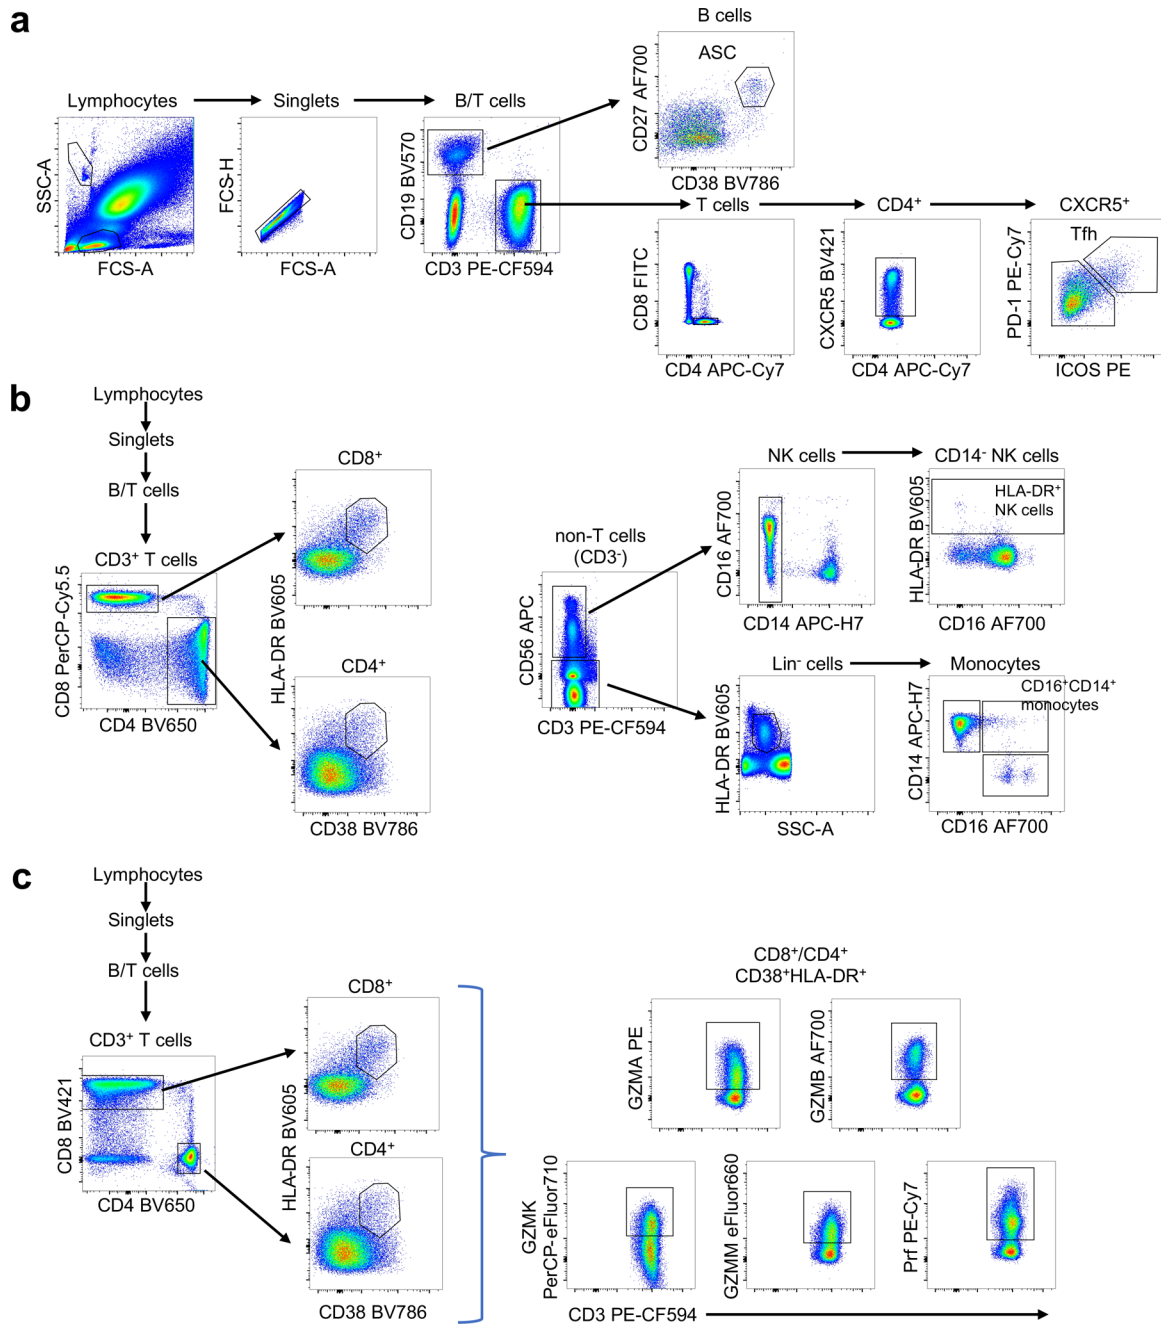 a
Lymphocytes
Singlets
B/T cells
B cells
ASC
SSC-A
FCS-A
FCS-H
FCS-A
CD19 BV570
CD3 PE-CF594
CD27 AF700
CD38 BV786
T cells
CD4⁺
CXCR5⁺
CD8 FITC
CD4 APC-Cy7
CXCR5 BV421
CD4 APC-Cy7
Tfh
PD-1 PE-Cy7
ICOS PE
b
Lymphocytes
Singlets
B/T cells
CD3⁺ T cells
CD8 PerCP-Cy5.5
CD4 BV650
CD8⁺
HLA-DR BV605
CD4⁺
CD38 BV786
non-T cells
(CD3⁻)
CD56 APC
CD3 PE-CF594
NK cells
CD14⁻ NK cells
CD16 AF700
CD14 APC-H7
HLA-DR BV605
HLA-DR⁺
NK cells
CD16 AF700
Lin⁻ cells
Monocytes
HLA-DR BV605
SSC-A
CD14 APC-H7
CD16⁺CD14⁺
monocytes
CD16 AF700
c
Lymphocytes
Singlets
B/T cells
CD3⁺ T cells
CD8 BV421
CD4 BV650
CD8⁺
HLA-DR BV605
CD4⁺
CD38 BV786
CD8⁺/CD4⁺
CD38⁺HLA-DR⁺
GZMA PE
GZMB AF700
GZMK
PerCP-eFluor710
GZMM eFluor660
Prf PE-Cy7
CD3 PE-CF594